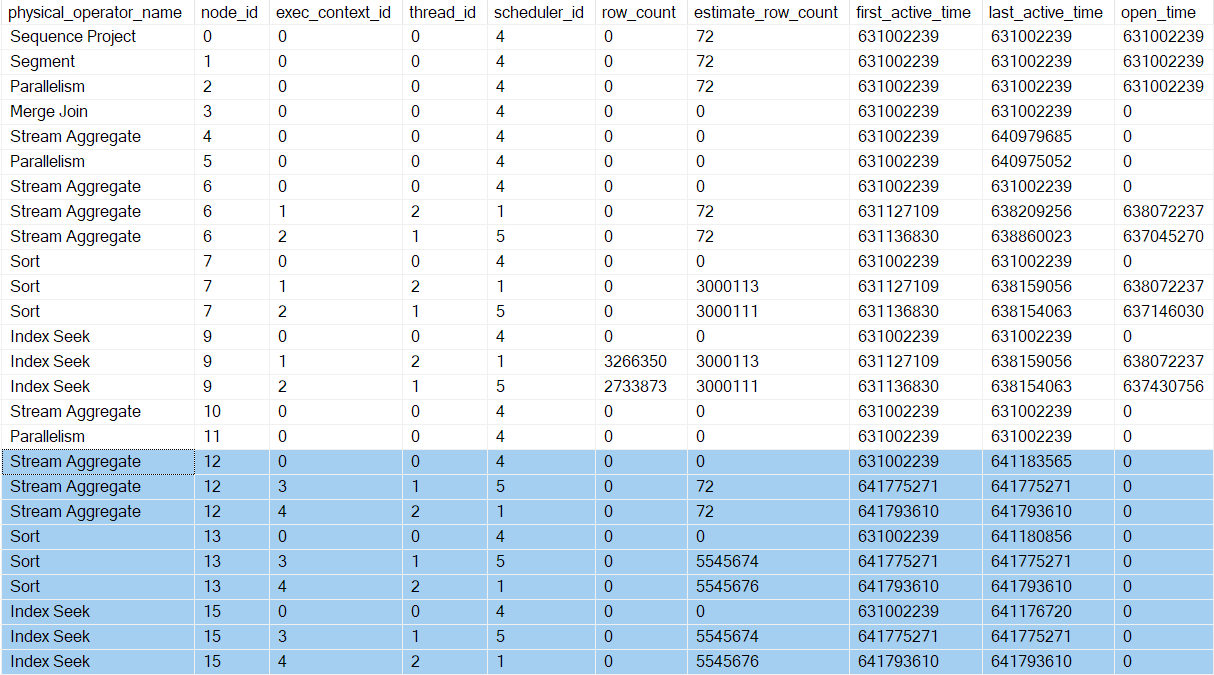 physical_operator_name node_id exec_context_id thread_id scheduler_id row_count estimate_row_count first_active_time last_active_time open_time
Sequence Project 0 0 0 4 0 72 631002239 631002239 631002239
Segment 1 0 0 4 0 72 631002239 631002239 631002239
Parallelism 2 0 0 4 0 72 631002239 631002239 631002239
Merge Join 3 0 0 4 0 0 631002239 631002239 0
Stream Aggregate 4 0 0 4 0 0 631002239 640979685 0
Parallelism 5 0 0 4 0 0 631002239 640975052 0
Stream Aggregate 6 0 0 4 0 0 631002239 631002239 0
Stream Aggregate 6 1 2 1 0 72 631127109 638209256 638072237
Stream Aggregate 6 2 1 5 0 72 631136830 638860023 637045270
Sort 7 0 0 4 0 0 631002239 631002239 0
Sort 7 1 2 1 0 3000113 631127109 638159056 638072237
Sort 7 2 1 5 0 3000111 631136830 638154063 637146030
Index Seek 9 0 0 4 0 0 631002239 631002239 0
Index Seek 9 1 2 1 3266350 3000113 631127109 638159056 638072237
Index Seek 9 2 1 5 2733873 3000111 631136830 638154063 637430756
Stream Aggregate 10 0 0 4 0 0 631002239 631002239 0
Parallelism 11 0 0 4 0 0 631002239 631002239 0
Stream Aggregate 12 0 0 4 0 0 631002239 641183565 0
Stream Aggregate 12 3 1 5 0 72 641775271 641775271 0
Stream Aggregate 12 4 2 1 0 72 641793610 641793610 0
Sort 13 0 0 4 0 0 631002239 641180856 0
Sort 13 3 1 5 0 5545674 641775271 641775271 0
Sort 13 4 2 1 0 5545676 641793610 641793610 0
Index Seek 15 0 0 4 0 0 631002239 641176720 0
Index Seek 15 3 1 5 0 5545674 641775271 641775271 0
Index Seek 15 4 2 1 0 5545676 641793610 641793610 0